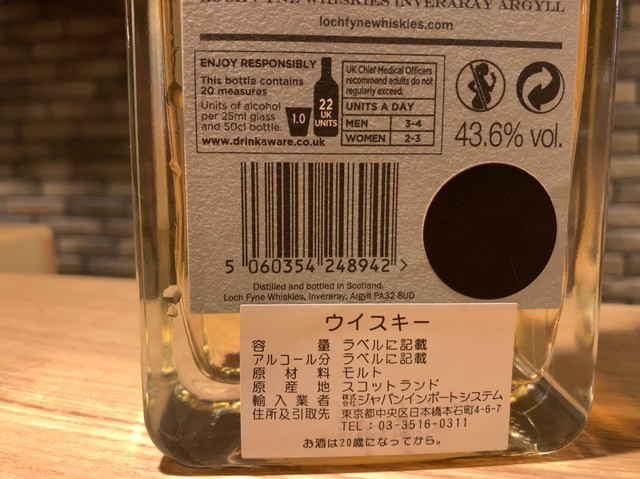 LOCH FYNE WHISKIES INVERARAY ARGYLL
lochfynewhiskies.com
ENJOY RESPONSIBLY
This bottle contains
20 measures
Units of alcohol
per 25ml glass
and 50cl bottle.
www.drinkaware.co.uk
1.0
22
UK
UNITS
UK Chief Medical Officers
recommend adults do not
regularly exceed:
UNITS A DAY
MEN 3-4
WOMEN 2-3
43.6% vol.
5 060354 248942 >
Distilled and bottled in Scotland.
Loch Fyne Whiskies, Inveraray, Argyll PA32 8UD
ウイスキー
容量 ラベルに記載
アルコール分 ラベルに記載
原材料 モルト
原産地 スコットランド
輸入業者 株式会社ジャパンインポートシステム
住所及引取先 東京都中央区日本橋本石町4-6-7
TEL：03-3516-0311
お酒は20歳になってから。